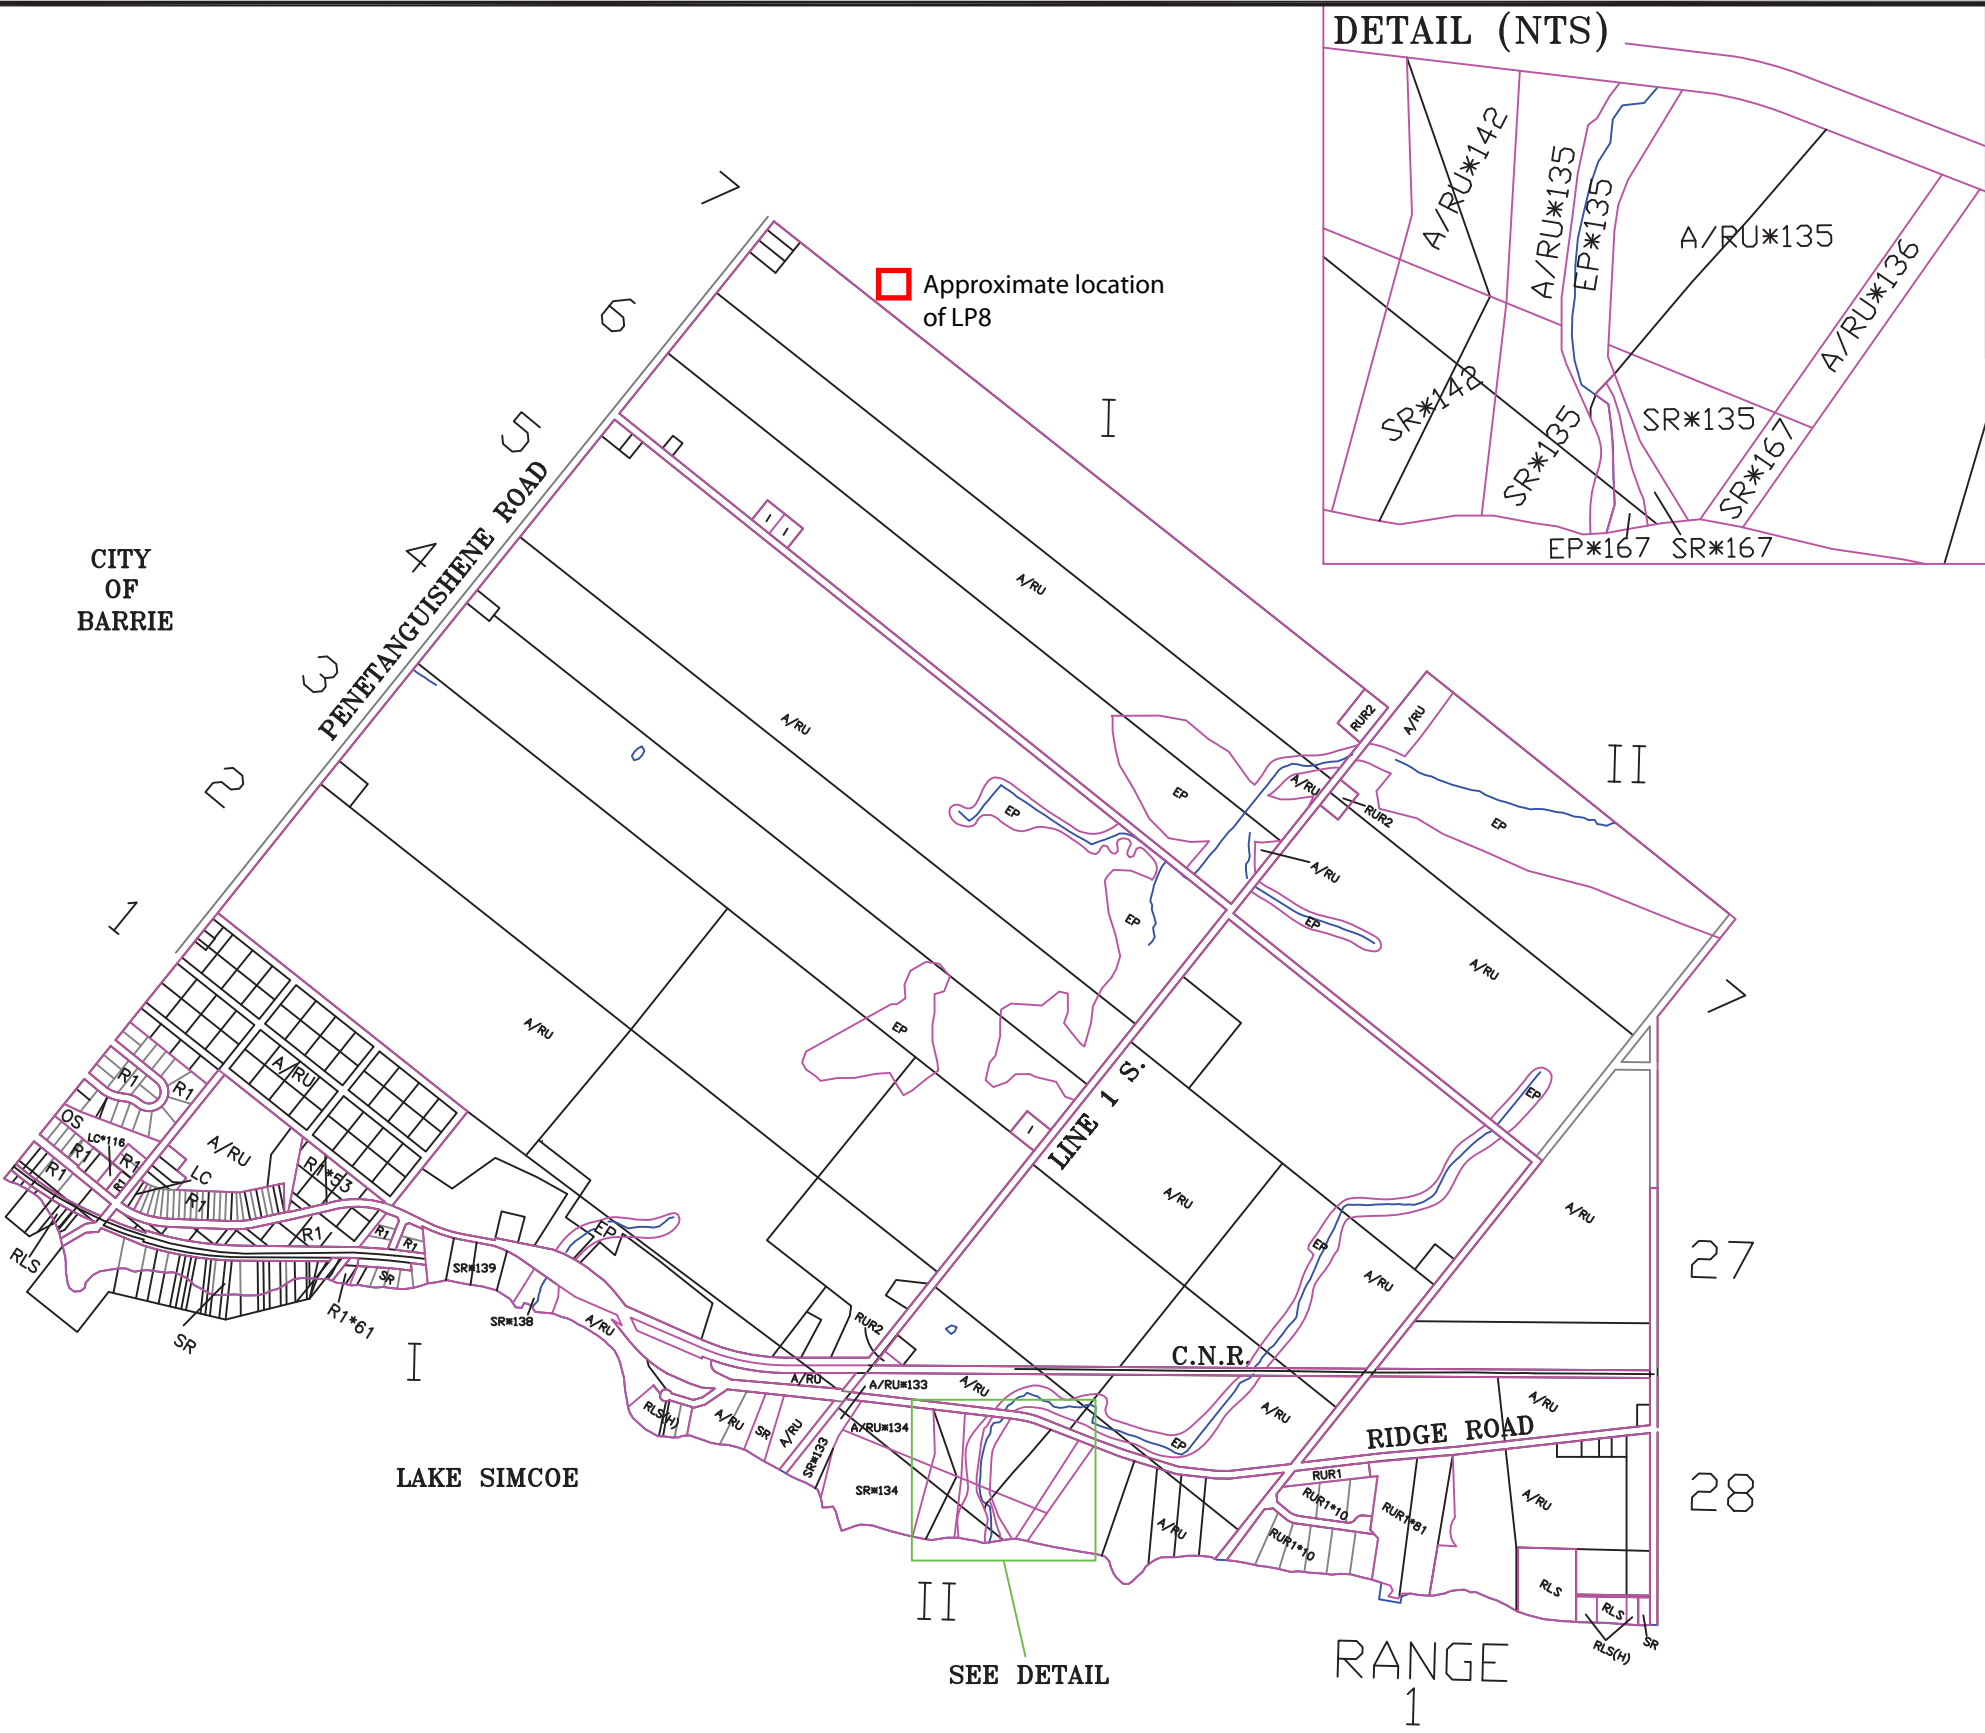 DETAIL (NTS)
A/RU*142
A/RU*135
EP*135
A/RU*135
A/RU*136
SR*142
SR*135
SR*135
SR*167
EP*167
SR*167
7
Approximate location
of LP8
6
I
5
PENETANGUISHENE ROAD
4
CITY
OF
BARRIE
A/RU
3
RUR2
A/RU
A/RU
II
2
EP
A/RU
EP
RUR2
EP
A/RU
1
EP
EP
A/RU
7
A/RU
EP
A/RU
R1
R1
LINE 1 S.
EP
OS
LC*116
A/RU
I
R1
R1
R1
R1
LC
R1*53
R1
A/RU
A/RU
R1
R1
R1
EP
EP
27
RLS
SR*139
SR
A/RU
R1*61
SR*138
A/RU
RUR2
SR
I
C.N.R.
A/RU
A/RU*133
A/RU
A/RU
RLS(H)
A/RU
SR
A/RU
A/RU*134
A/RU
RIDGE ROAD
EP
SR*133
LAKE SIMCOE
SR*134
RUR1
RUR1*10
RUR1*81
A/RU
28
A/RU
RUR1*10
II
RLS
RLS
RLS(H)
SR
SEE DETAIL
RANGE
1